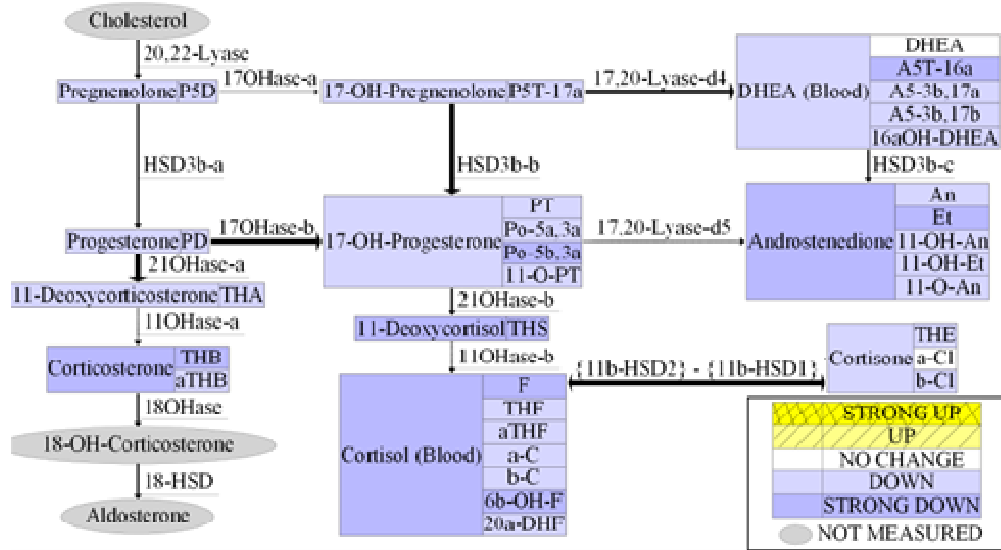 Cholesterol
20,22-Lyase
Pregnenolone P5D
17OHase-a
17-OH-Pregnenolone P5T-17a
17,20-Lyase-d4
DHEA (Blood)
DHEA
A5T-16a
A5-3b,17a
A5-3b,17b
16aOH-DHEA
HSD3b-a
HSD3b-b
HSD3b-c
Progesterone PD
17OHase-b
17-OH-Progesterone
PT
Po-5a,3a
Po-5b,3a
11-O-PT
17,20-Lyase-d5
Androstenedione
An
Et
11-OH-An
11-OH-Et
11-O-An
21OHase-a
11-Deoxycorticosterone THA
21OHase-b
11-Deoxycortisol THS
11OHase-a
Corticosterone
THB
aTHB
11OHase-b
Cortisol (Blood)
F
THF
aTHF
a-C
b-C
6b-OH-F
20a-DHF
{11b-HSD2} - {11b-HSD1}
Cortisone
THE
a-C1
b-C1
18OHase
18-OH-Corticosterone
18-HSD
Aldosterone
STRONG UP
UP
NO CHANGE
DOWN
STRONG DOWN
NOT MEASURED